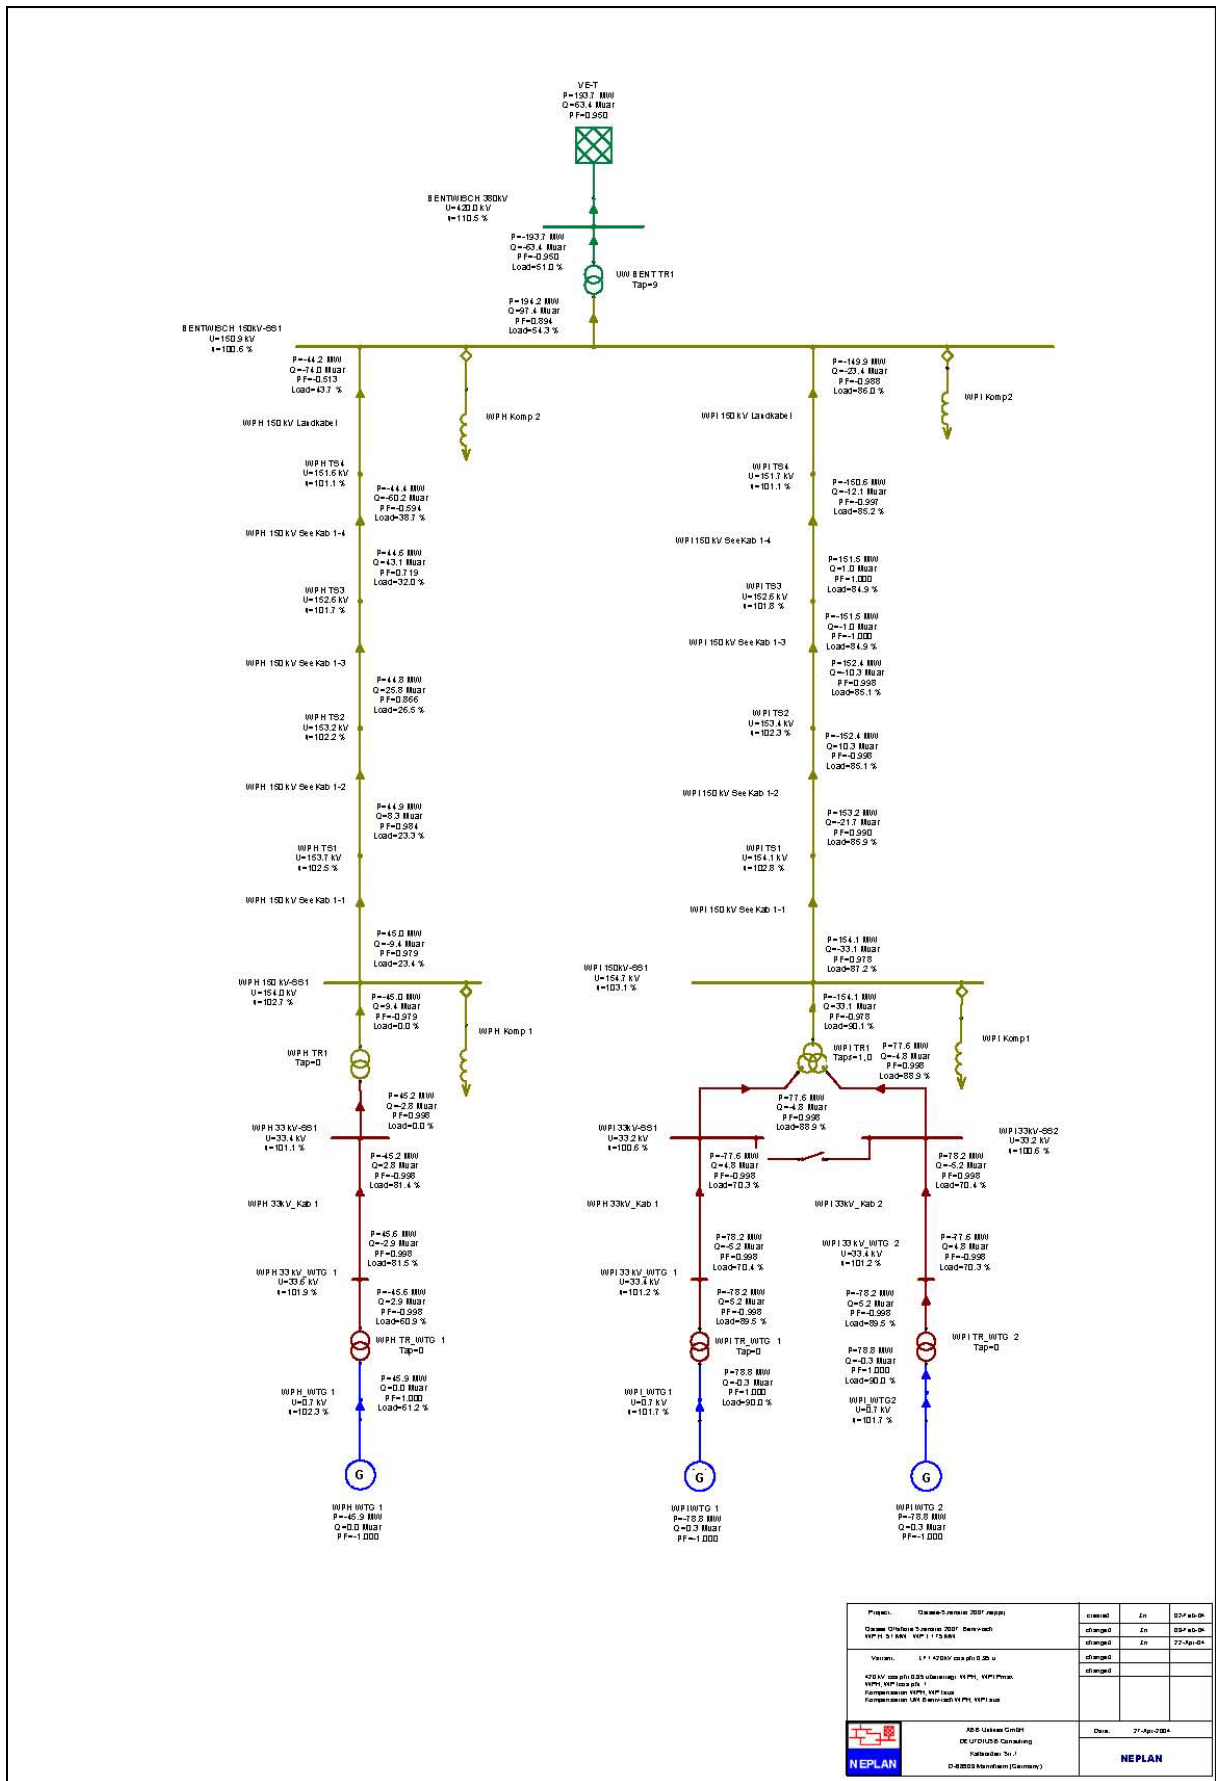 VE-T
P=193.7 MW
Q=63.4 Mvar
PF=0.950
BENTWISCH 380kV
U=420.0 kV
u=110.5 %
P=-193.7 MW
Q=-63.4 Mvar
PF=-0.950
Load=51.0 %
UW BENT TR1
Tap=9
P=194.2 MW
Q=97.4 Mvar
PF=0.894
Load=54.3 %
BENTWISCH 150kV-SS1
U=150.9 kV
u=100.6 %
P=-44.2 MW
Q=-74.0 Mvar
PF=-0.513
Load=43.7 %
WPH Komp 2
WPH 150 kV Landkabel
WPH TS4
U=151.6 kV
u=101.1 %
P=-44.4 MW
Q=-60.2 Mvar
PF=-0.594
Load=38.7 %
WPH 150 kV SeeKab 1-4
P=44.6 MW
Q=43.1 Mvar
PF=0.719
Load=32.0 %
WPH TS3
U=152.6 kV
u=101.7 %
WPH 150 kV SeeKab 1-3
P=44.8 MW
Q=25.8 Mvar
PF=0.866
Load=26.5 %
WPH TS2
U=153.2 kV
u=102.2 %
WPH 150 kV SeeKab 1-2
P=44.9 MW
Q=8.3 Mvar
PF=0.984
Load=23.3 %
WPH TS1
U=153.7 kV
u=102.5 %
WPH 150 kV SeeKab 1-1
P=45.0 MW
Q=-9.4 Mvar
PF=0.979
Load=23.4 %
WPH 150 kV-SS1
U=154.0 kV
u=102.7 %
P=-45.0 MW
Q=9.4 Mvar
PF=-0.979
Load=0.0 %
WPH Komp 1
WPH TR1
Tap=0
P=45.2 MW
Q=-2.8 Mvar
PF=0.998
Load=0.0 %
WPH 33 kV-SS1
U=33.4 kV
u=101.1 %
P=-45.2 MW
Q=2.8 Mvar
PF=-0.998
Load=81.4 %
WPH 33kV_Kab 1
P=45.6 MW
Q=-2.9 Mvar
PF=0.998
Load=81.5 %
WPH 33 kV_WTG 1
U=33.6 kV
u=101.9 %
P=-45.6 MW
Q=2.9 Mvar
PF=-0.998
Load=60.9 %
WPH TR_WTG 1
Tap=0
P=45.9 MW
Q=0.0 Mvar
PF=1.000
Load=61.2 %
WPH_WTG 1
U=0.7 kV
u=102.3 %
G
WPH WTG 1
P=-45.9 MW
Q=0.0 Mvar
PF=-1.000
P=-149.9 MW
Q=-23.4 Mvar
PF=-0.988
Load=86.0 %
WPI Komp2
WPI 150 kV Landkabel
WPI TS4
U=151.7 kV
u=101.1 %
P=-150.6 MW
Q=-12.1 Mvar
PF=-0.997
Load=85.2 %
WPI 150 kV SeeKab 1-4
P=151.5 MW
Q=1.0 Mvar
PF=1.000
Load=84.9 %
WPI TS3
U=152.6 kV
u=101.8 %
P=-151.5 MW
Q=-1.0 Mvar
PF=-1.000
Load=84.9 %
WPI 150 kV SeeKab 1-3
P=152.4 MW
Q=-10.3 Mvar
PF=0.998
Load=85.1 %
WPI TS2
U=153.4 kV
u=102.3 %
P=-152.4 MW
Q=10.3 Mvar
PF=-0.998
Load=85.1 %
WPI 150 kV SeeKab 1-2
P=153.2 MW
Q=-21.7 Mvar
PF=0.990
Load=85.9 %
WPI TS1
U=154.1 kV
u=102.8 %
WPI 150 kV SeeKab 1-1
P=154.1 MW
Q=-33.1 Mvar
PF=0.978
Load=87.2 %
WPI 150kV-SS1
U=154.7 kV
u=103.1 %
P=-154.1 MW
Q=33.1 Mvar
PF=-0.978
Load=90.1 %
WPI Komp1
WPI TR1
Taps=1,0
P=77.6 MW
Q=-4.8 Mvar
PF=0.998
Load=88.9 %
P=77.6 MW
Q=-4.8 Mvar
PF=0.998
Load=88.9 %
WPI 33kV-SS1
U=33.2 kV
u=100.6 %
WPI 33kV-SS2
U=33.2 kV
u=100.6 %
P=-77.6 MW
Q=4.8 Mvar
PF=-0.998
Load=70.3 %
P=78.2 MW
Q=-5.2 Mvar
PF=0.998
Load=70.4 %
WPH 33kV_Kab 1
WPI 33kV_Kab 2
P=78.2 MW
Q=-5.2 Mvar
PF=0.998
Load=70.4 %
P=-77.6 MW
Q=4.8 Mvar
PF=-0.998
Load=70.3 %
WPI 33 kV_WTG 1
U=33.4 kV
u=101.2 %
WPI 33 kV_WTG 2
U=33.4 kV
u=101.2 %
P=-78.2 MW
Q=5.2 Mvar
PF=-0.998
Load=89.5 %
P=-78.2 MW
Q=5.2 Mvar
PF=-0.998
Load=89.5 %
WPI TR_WTG 1
Tap=0
WPI TR_WTG 2
Tap=0
P=78.8 MW
Q=-0.3 Mvar
PF=1.000
Load=90.0 %
P=78.8 MW
Q=-0.3 Mvar
PF=1.000
Load=90.0 %
WPI_WTG1
U=0.7 kV
u=101.7 %
WPI_WTG2
U=0.7 kV
u=101.7 %
G
G
WPI WTG 1
P=-78.8 MW
Q=0.3 Mvar
PF=-1.000
WPI WTG 2
P=-78.8 MW
Q=0.3 Mvar
PF=-1.000
created
changed
changed
changed
changed
27-Apr-2004
NEPLAN
NEPLAN